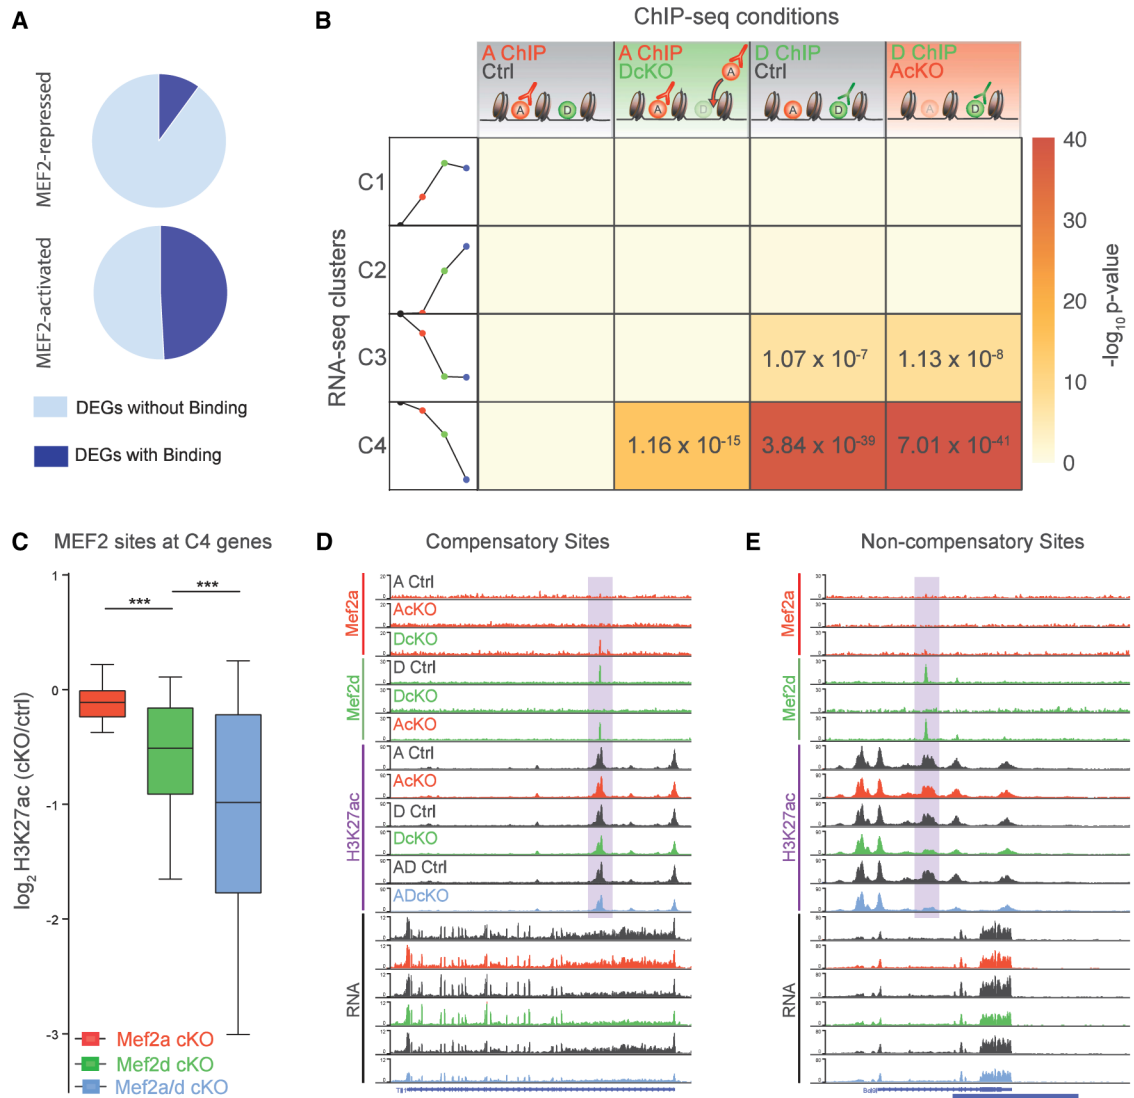 A
MEF2-repressed
MEF2-activated
DEGs without Binding
DEGs with Binding
B
ChIP-seq conditions
A ChIP
Ctrl
A ChIP
DcKO
D ChIP
Ctrl
D ChIP
AcKO
A
D
A
D
A
A
D
A
D
RNA-seq clusters
C1
C2
C3
C4
1.07 x 10-7
1.13 x 10-8
1.16 x 10-15
3.84 x 10-39
7.01 x 10-41
40
30
20
10
0
-log10 p-value
C
MEF2 sites at C4 genes
log2 H3K27ac (cKO/ctrl)
1
0
-1
-2
-3
***
***
Mef2a cKO
Mef2d cKO
Mef2a/d cKO
D
Compensatory Sites
Mef2a
Mef2d
H3K27ac
RNA
A Ctrl
AcKO
DcKO
D Ctrl
DcKO
AcKO
A Ctrl
AcKO
D Ctrl
DcKO
AD Ctrl
ADcKO
E
Non-compensatory Sites
Mef2a
Mef2d
H3K27ac
RNA